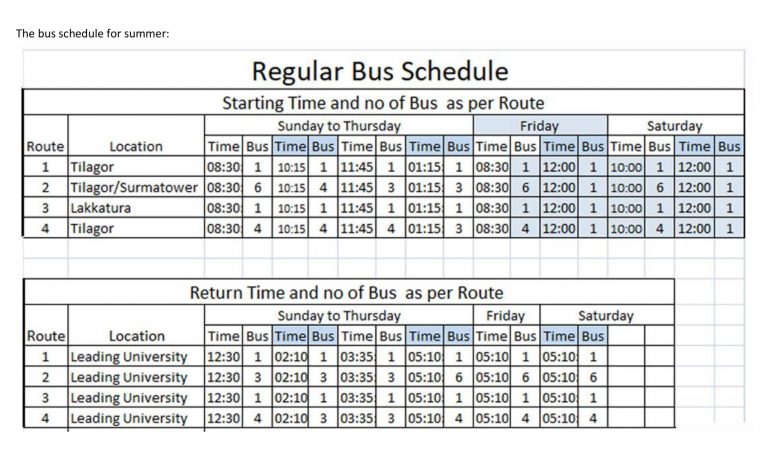 The bus schedule for summer:
Regular Bus Schedule
Starting Time and no of Bus as per Route
Sunday to Thursday Friday Saturday
Route Location Time Bus Time Bus Time Bus Time Bus Time Bus Time Bus Time Bus Time Bus
1 Tilagor 08:30 1 10:15 1 11:45 1 01:15 1 08:30 1 12:00 1 10:00 1 12:00 1
2 Tilagor/Surmatower 08:30 6 10:15 4 11:45 3 01:15 3 08:30 6 12:00 1 10:00 6 12:00 1
3 Lakkatura 08:30 1 10:15 1 11:45 1 01:15 1 08:30 1 12:00 1 10:00 1 12:00 1
4 Tilagor 08:30 4 10:15 4 11:45 4 01:15 3 08:30 4 12:00 1 10:00 4 12:00 1
Return Time and no of Bus as per Route
Sunday to Thursday Friday Saturday
Route Location Time Bus Time Bus Time Bus Time Bus Time Bus Time Bus
1 Leading University 12:30 1 02:10 1 03:35 1 05:10 1 05:10 1 05:10 1
2 Leading University 12:30 3 02:10 3 03:35 3 05:10 6 05:10 6 05:10 6
3 Leading University 12:30 1 02:10 1 03:35 1 05:10 1 05:10 1 05:10 1
4 Leading University 12:30 4 02:10 3 03:35 3 05:10 4 05:10 4 05:10 4